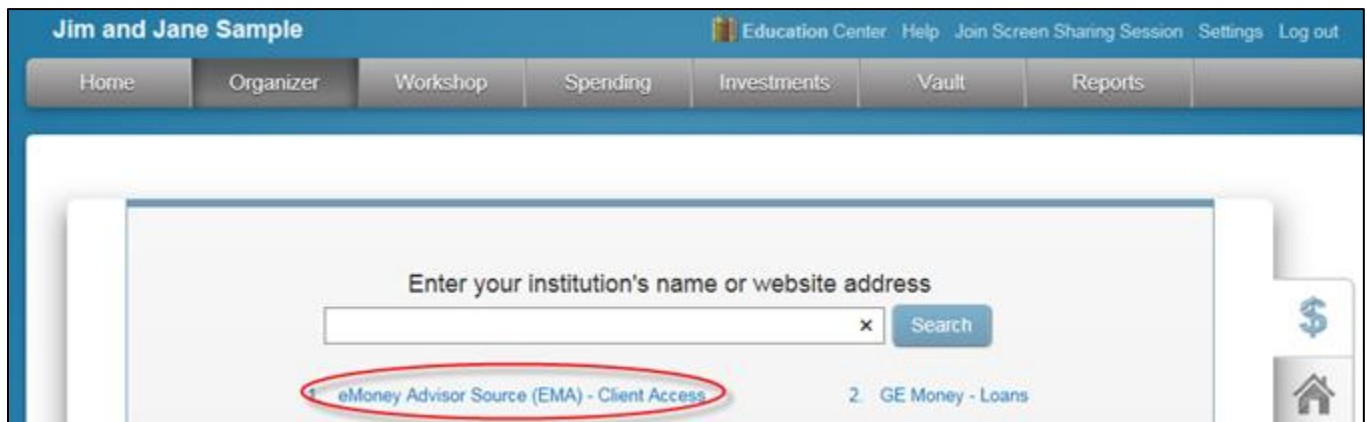 Jim and Jane Sample
Education Center Help Join Screen Sharing Session Settings Log out
Home Organizer Workshop Spending Investments Vault Reports
Enter your institution's name or website address
× Search
1. eMoney Advisor Source (EMA) - Client Access 2. GE Money - Loans
$